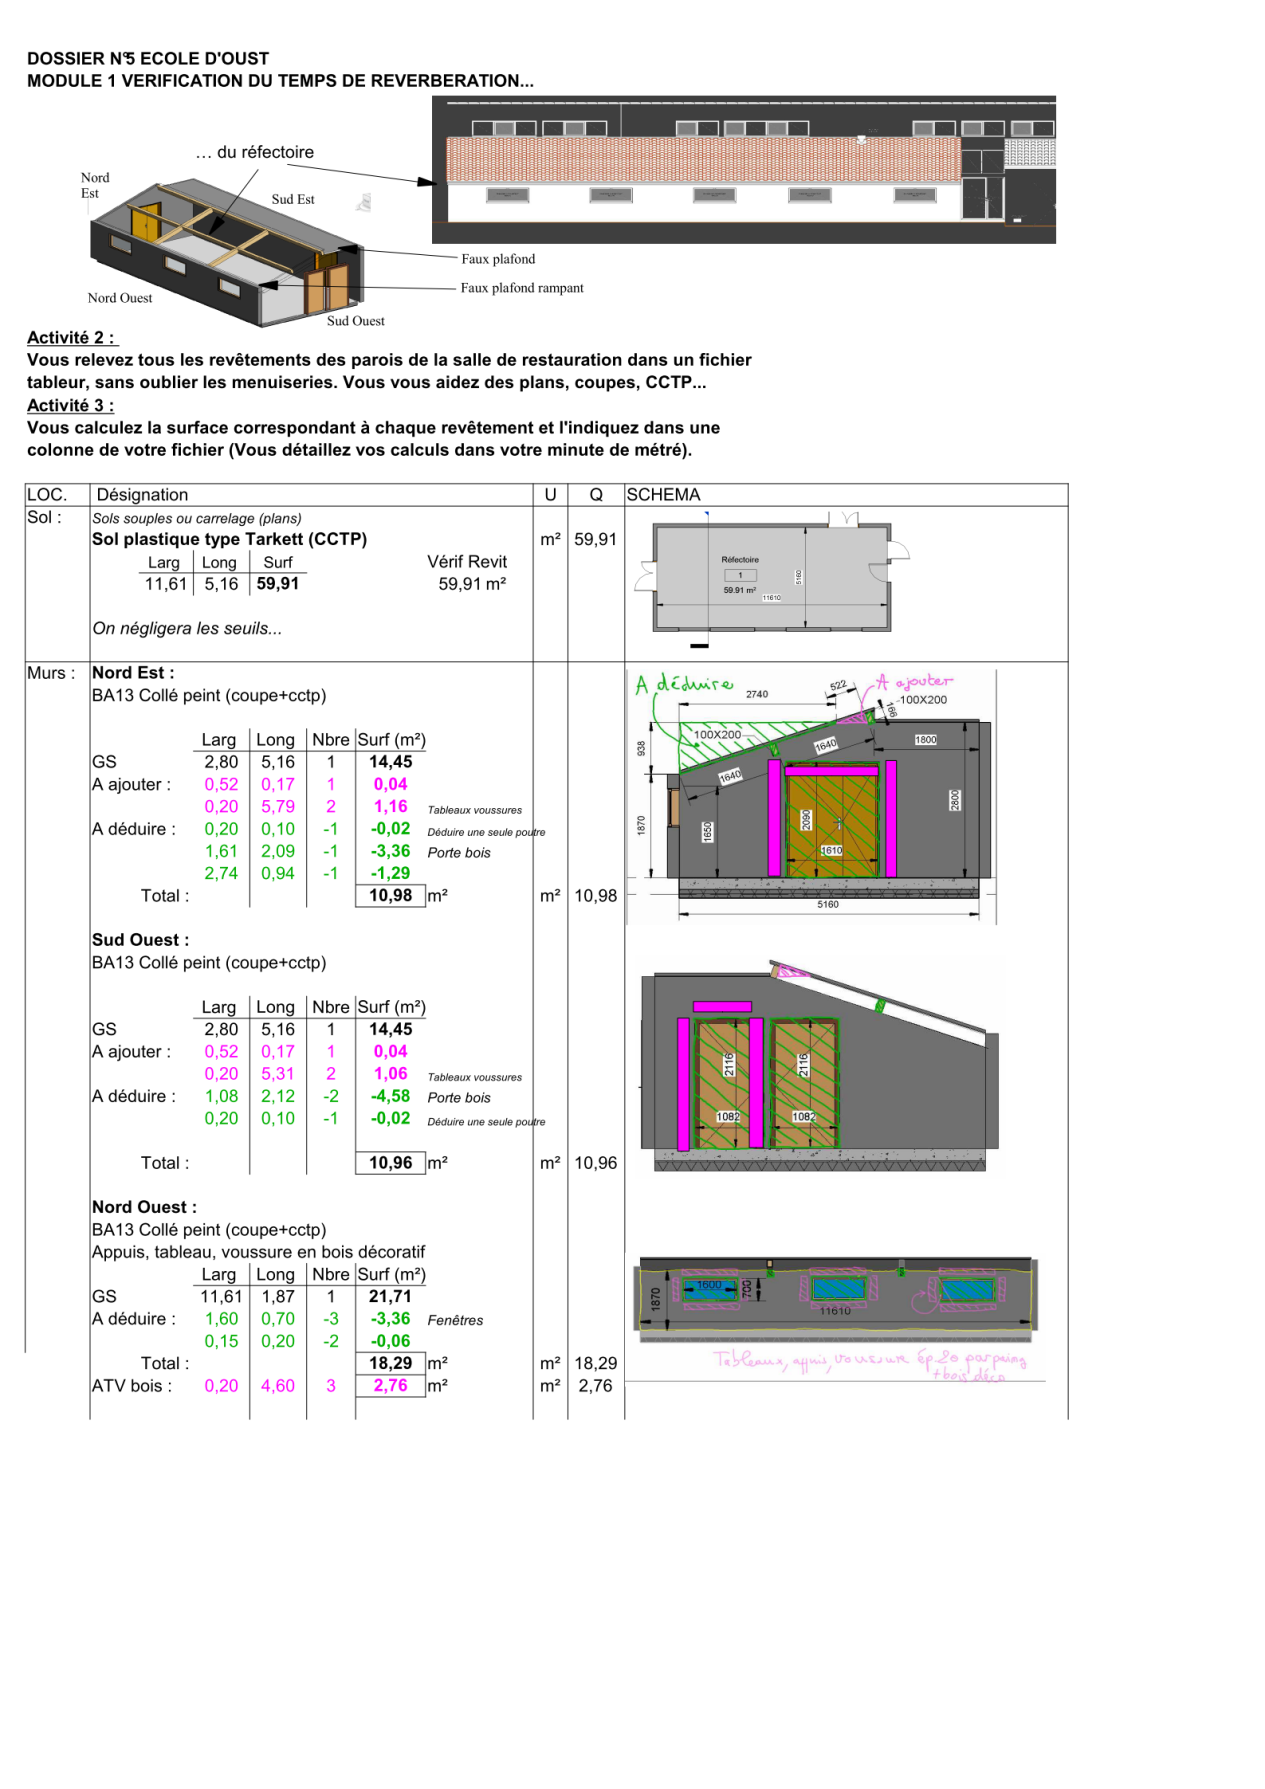 DOSSIER N°5 ECOLE D'OUST
MODULE 1 VERIFICATION DU TEMPS DE REVERBERATION...
… du réfectoire
Nord
Est
Sud Est
Faux plafond
Faux plafond rampant
Nord Ouest
Sud Ouest
Activité 2 :
Vous relevez tous les revêtements des parois de la salle de restauration dans un fichier
tableur, sans oublier les menuiseries. Vous vous aidez des plans, coupes, CCTP...
Activité 3 :
Vous calculez la surface correspondant à chaque revêtement et l'indiquez dans une
colonne de votre fichier (Vous détaillez vos calculs dans votre minute de métré).
LOC. Désignation U Q SCHEMA
Sol : Sols souples ou carrelage (plans)
Sol plastique type Tarkett (CCTP) m² 59,91
Larg Long Surf Vérif Revit
11,61 5,16 59,91 59,91 m²
On négligera les seuils...
Réfectoire
1
59.91 m²
5160
11610
Murs : Nord Est :
BA13 Collé peint (coupe+cctp)
Larg Long Nbre Surf (m²)
GS 2,80 5,16 1 14,45
A ajouter : 0,52 0,17 1 0,04
0,20 5,79 2 1,16 Tableaux voussures
A déduire : 0,20 0,10 -1 -0,02 Déduire une seule poutre
1,61 2,09 -1 -3,36 Porte bois
2,74 0,94 -1 -1,29
Total : 10,98 m² m² 10,98
A déduire
A ajouter
2740
522
100X200
166
100X200
938
1640
1800
1640
1870
1650
2090
2800
1610
5160
Sud Ouest :
BA13 Collé peint (coupe+cctp)
Larg Long Nbre Surf (m²)
GS 2,80 5,16 1 14,45
A ajouter : 0,52 0,17 1 0,04
0,20 5,31 2 1,06 Tableaux voussures
A déduire : 1,08 2,12 -2 -4,58 Porte bois
0,20 0,10 -1 -0,02 Déduire une seule poutre
Total : 10,96 m² m² 10,96
2116
2116
1082
1082
Nord Ouest :
BA13 Collé peint (coupe+cctp)
Appuis, tableau, voussure en bois décoratif
Larg Long Nbre Surf (m²)
GS 11,61 1,87 1 21,71
A déduire : 1,60 0,70 -3 -3,36 Fenêtres
0,15 0,20 -2 -0,06
Total : 18,29 m² m² 18,29
ATV bois : 0,20 4,60 3 2,76 m² m² 2,76
1870
1600
700
11610
Tableaux, appuis, voussure ép.20 parpaing
+bois déco